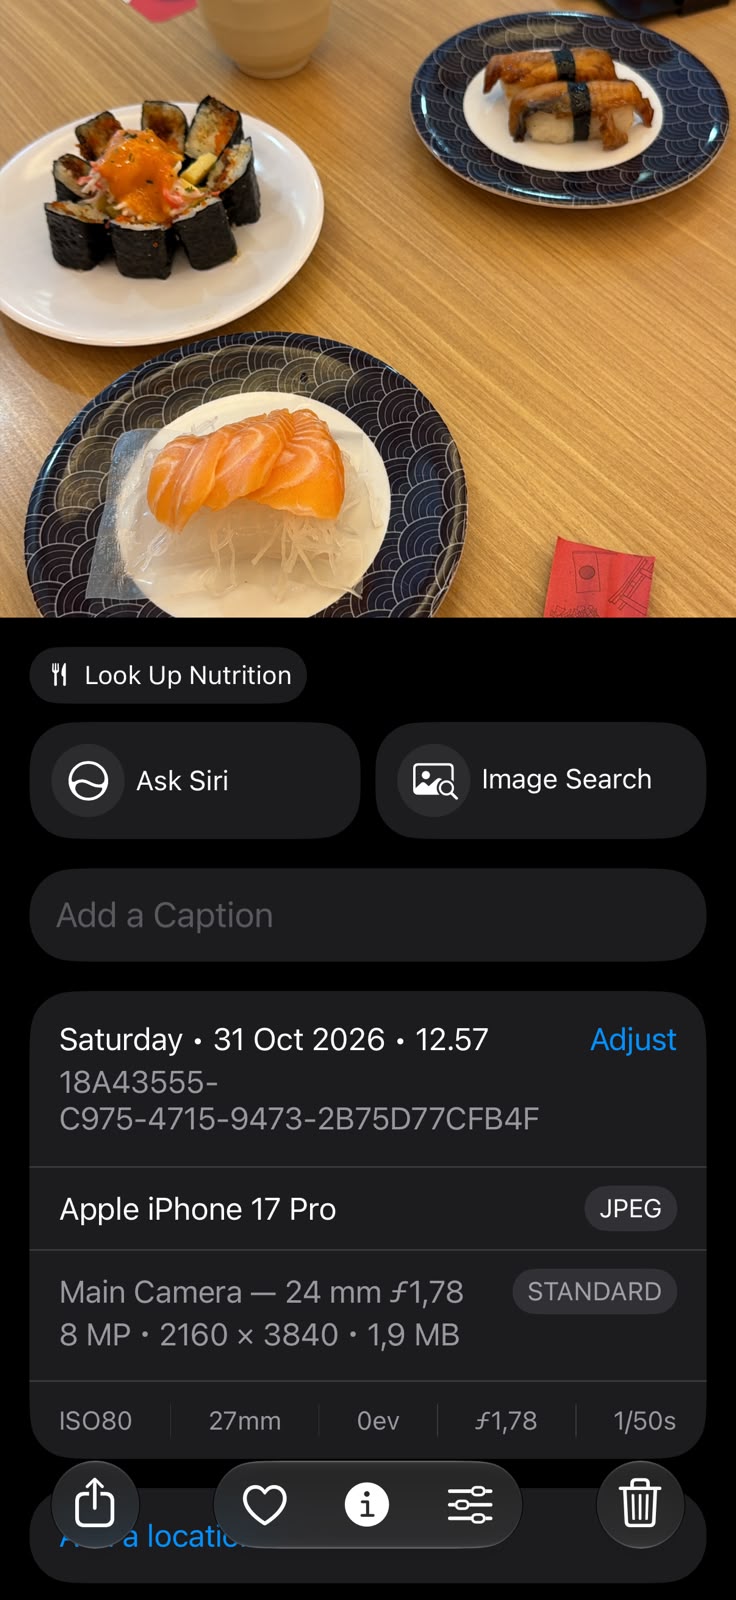 Look Up Nutrition
Ask Siri
Image Search
Add a Caption
Saturday • 31 Oct 2026 • 12.57
Adjust
18A43555-
C975-4715-9473-2B75D77CFB4F
Apple iPhone 17 Pro
JPEG
Main Camera — 24 mm ƒ1,78
STANDARD
8 MP • 2160 × 3840 • 1,9 MB
ISO80
27mm
0ev
ƒ1,78
1/50s
a locatio